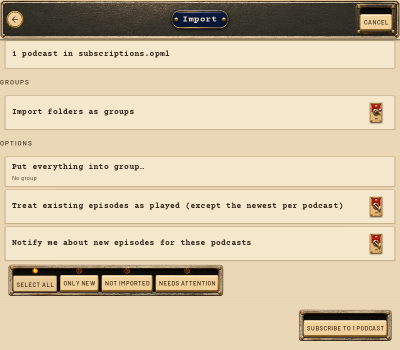 Import
CANCEL
1 podcast in subscriptions.opml
GROUPS
Import folders as groups
OPTIONS
Put everything into group…
No group
Treat existing episodes as played (except the newest per podcast)
Notify me about new episodes for these podcasts
SELECT ALL
ONLY NEW
NOT IMPORTED
NEEDS ATTENTION
SUBSCRIBE TO 1 PODCAST